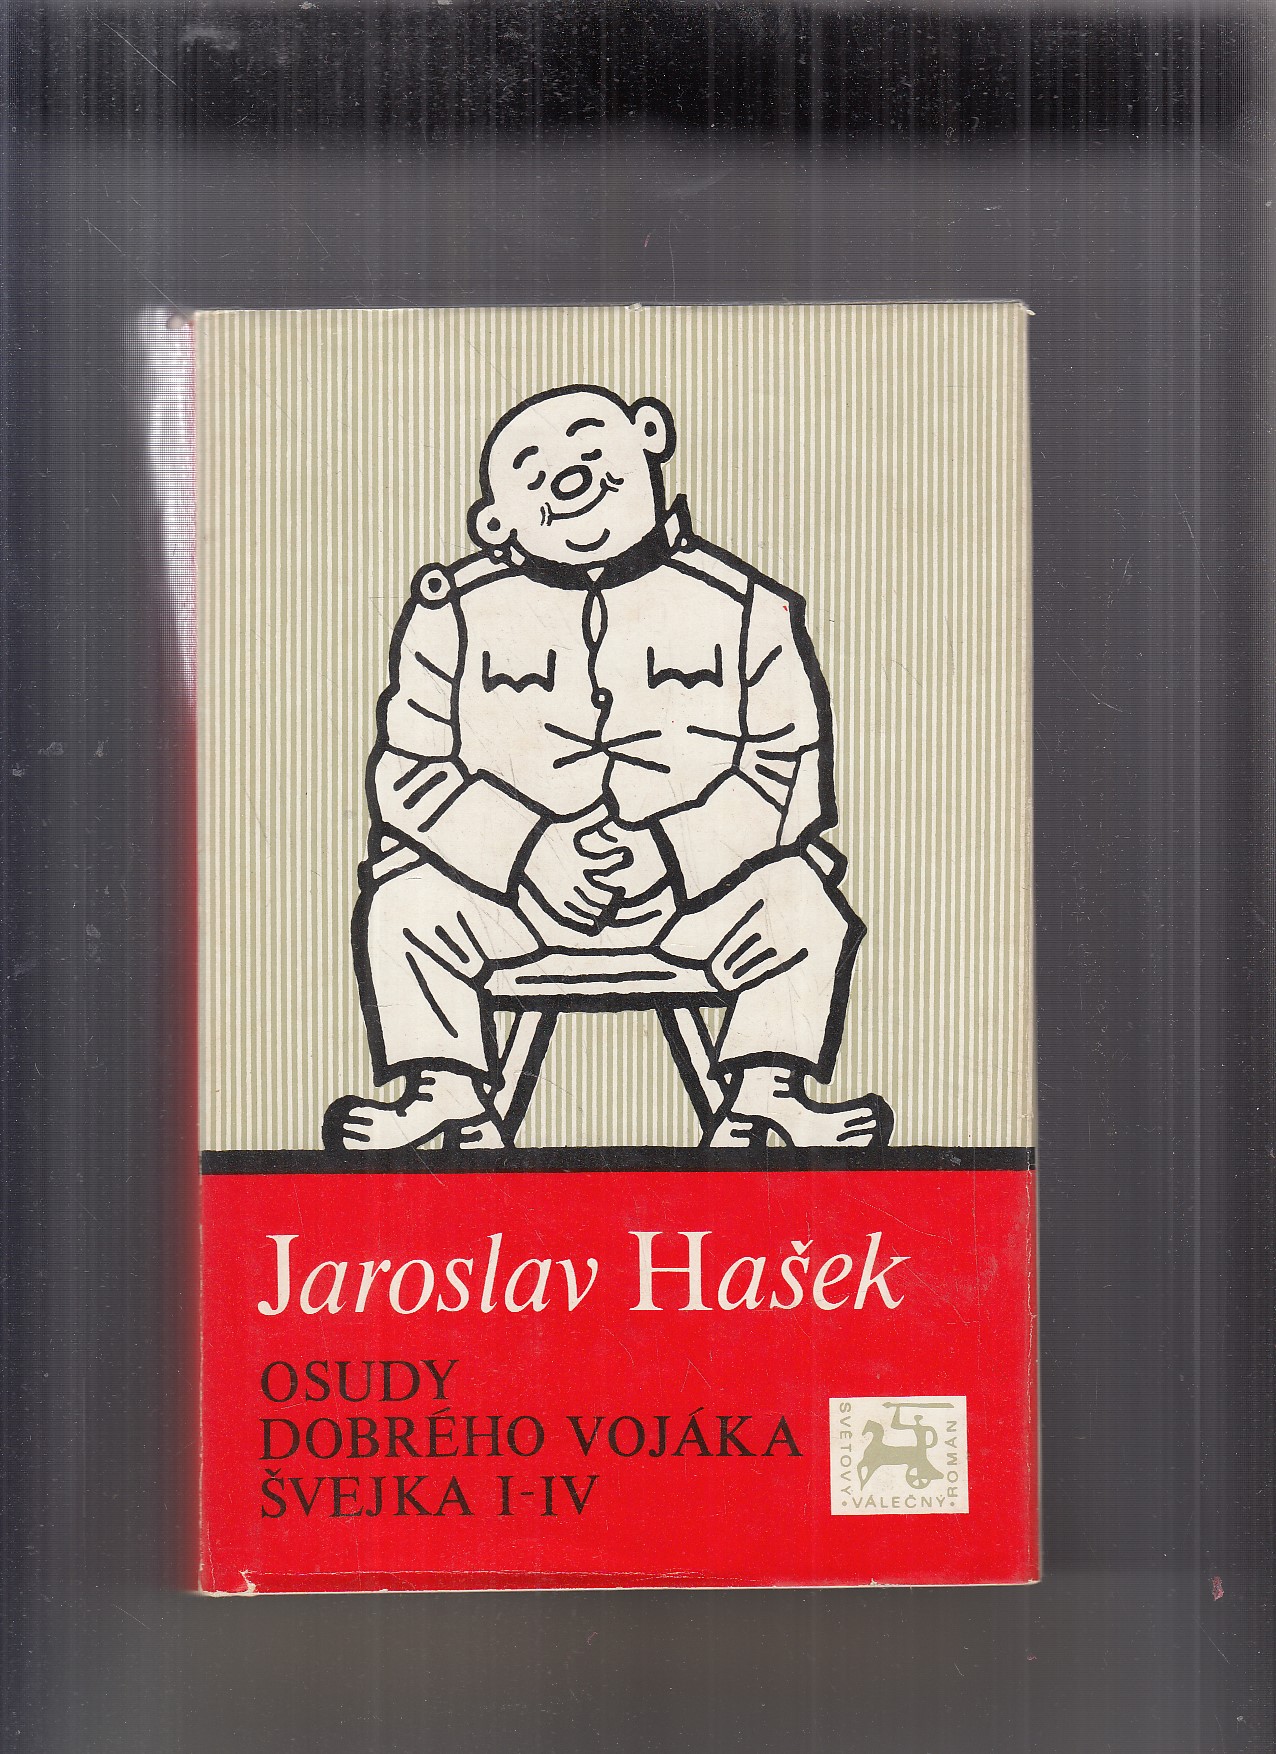 Jaroslav Hašek
OSUDY
DOBRÉHO VOJÁKA
ŠVEJKA I-IV
SVĚTOVÝ • VÁLEČNÝ • ROMÁN